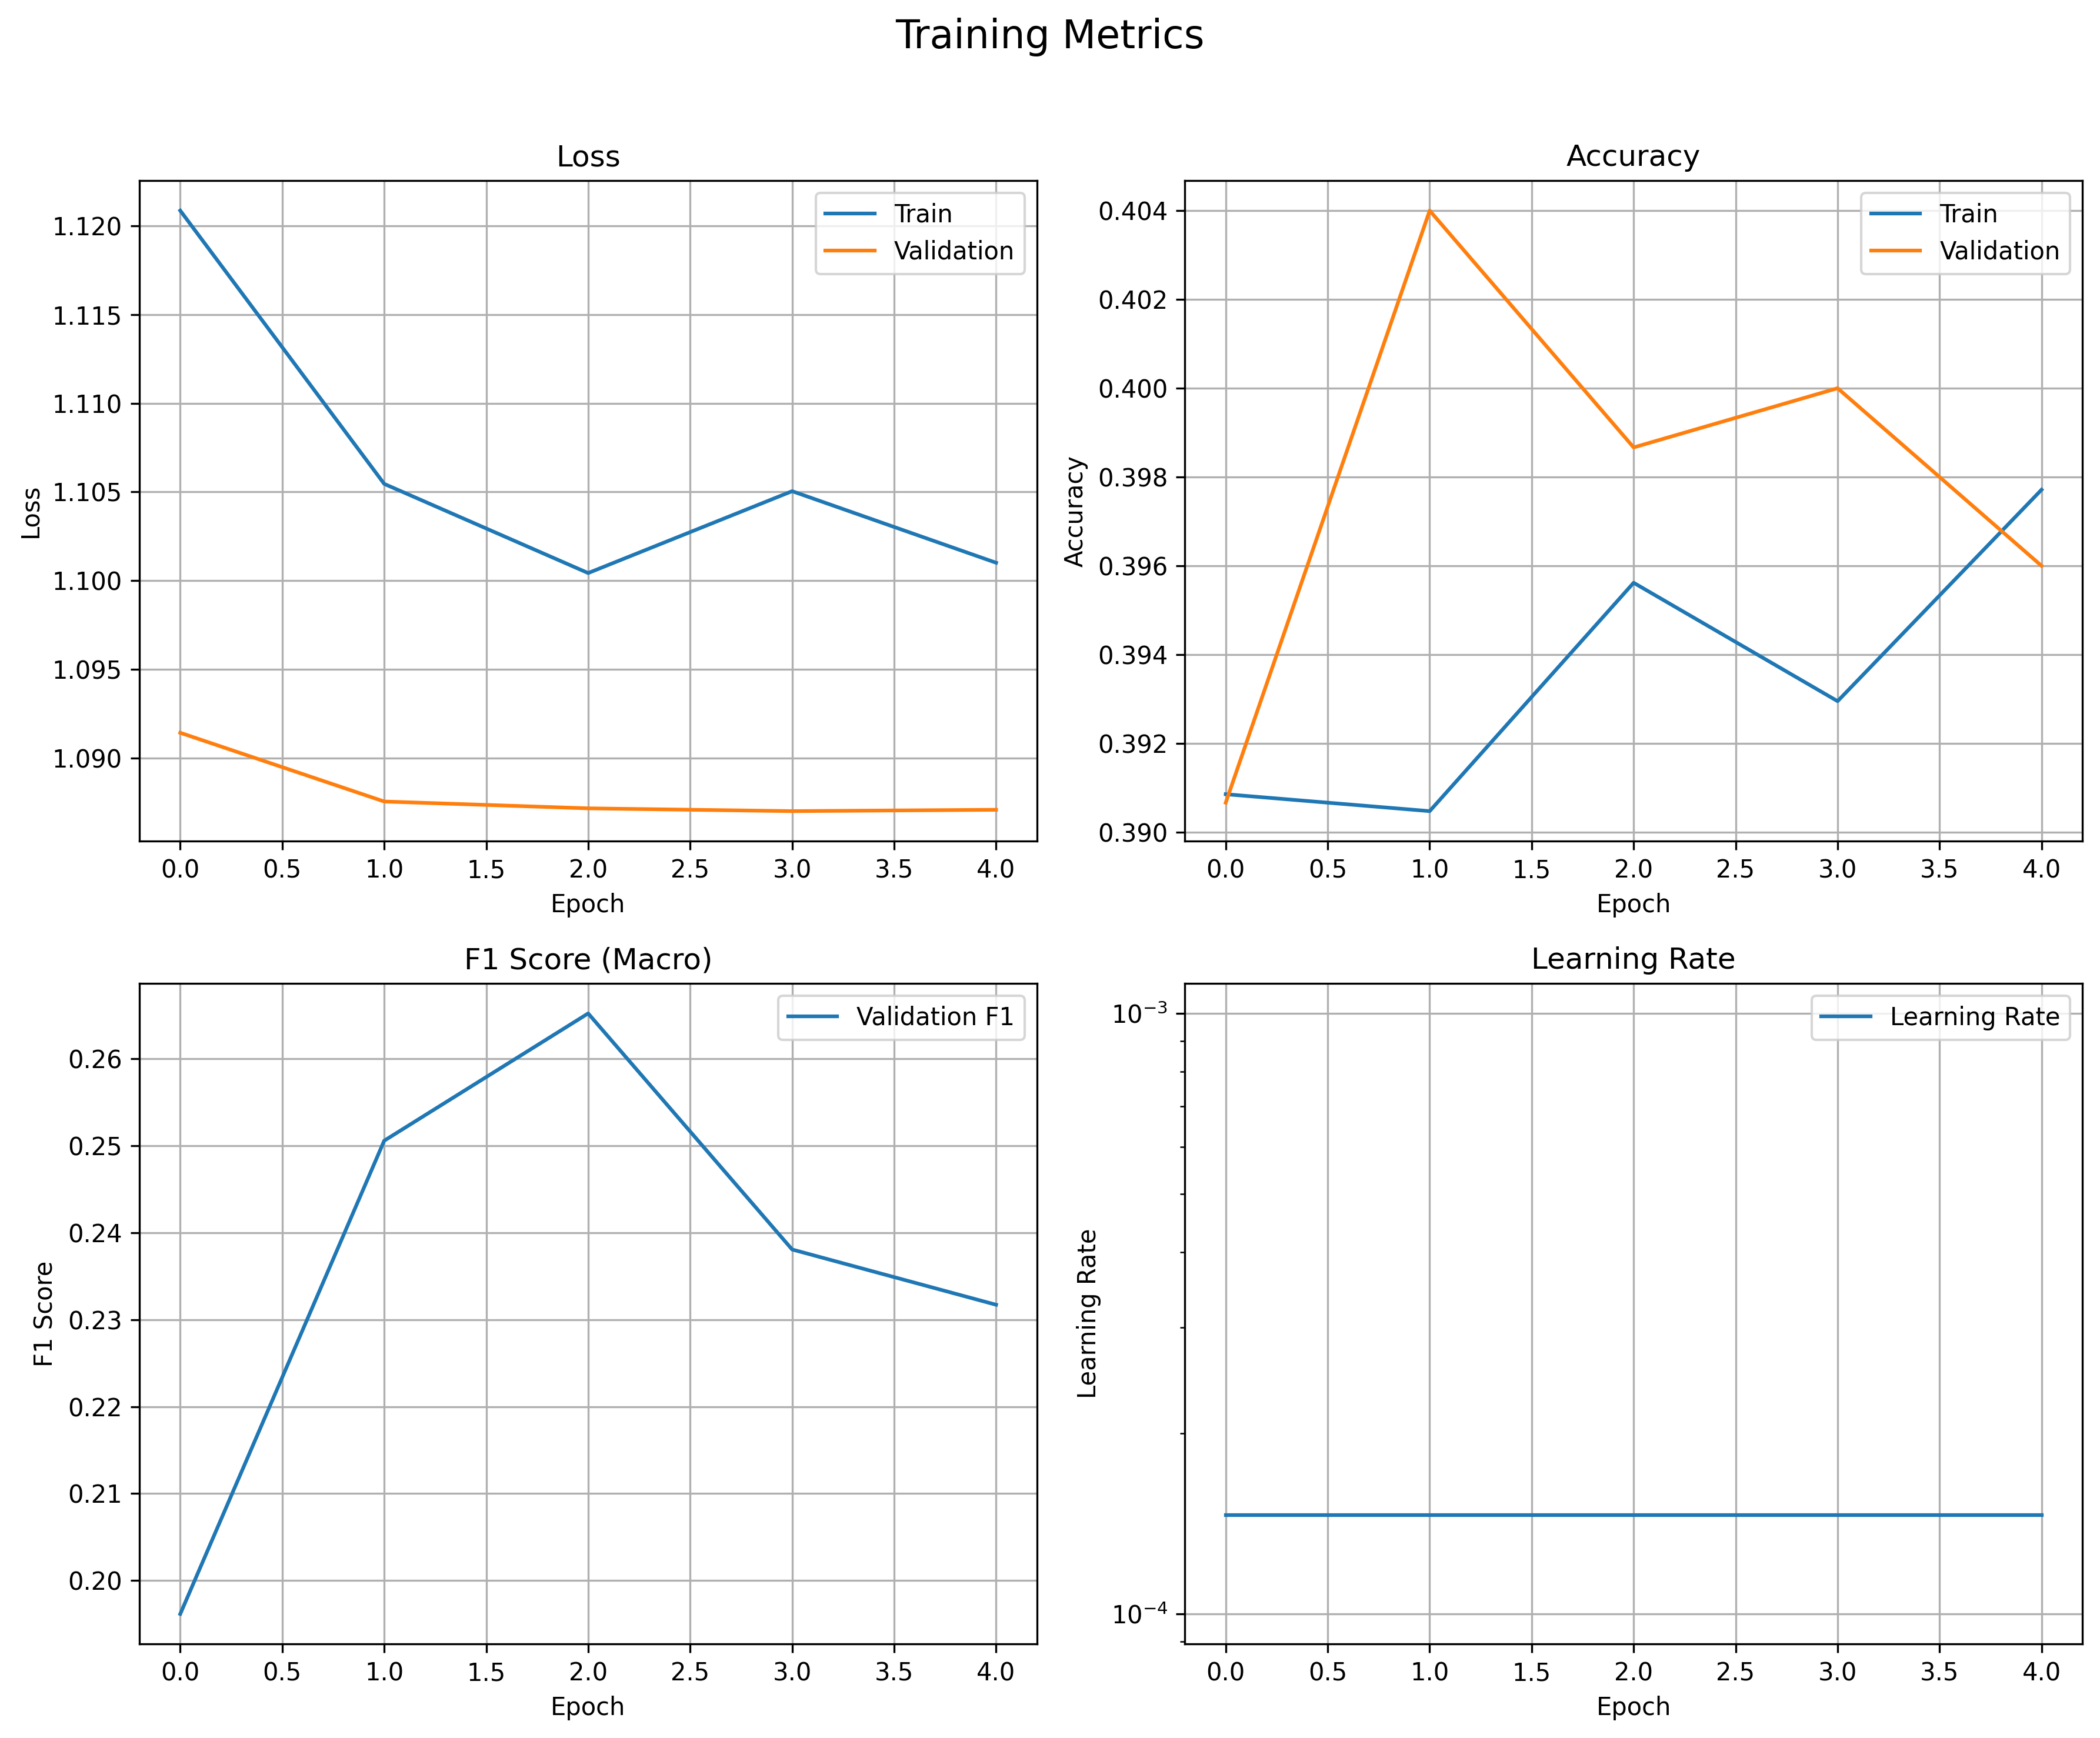 Training Metrics
Loss
Train
Validation
1.120
1.115
1.110
1.105
1.100
1.095
1.090
Loss
0.0 0.5 1.0 1.5 2.0 2.5 3.0 3.5 4.0
Epoch
Accuracy
Train
Validation
0.404
0.402
0.400
0.398
0.396
0.394
0.392
0.390
Accuracy
0.0 0.5 1.0 1.5 2.0 2.5 3.0 3.5 4.0
Epoch
F1 Score (Macro)
Validation F1
0.26
0.25
0.24
0.23
0.22
0.21
0.20
F1 Score
0.0 0.5 1.0 1.5 2.0 2.5 3.0 3.5 4.0
Epoch
Learning Rate
Learning Rate
10⁻³
10⁻⁴
Learning Rate
0.0 0.5 1.0 1.5 2.0 2.5 3.0 3.5 4.0
Epoch